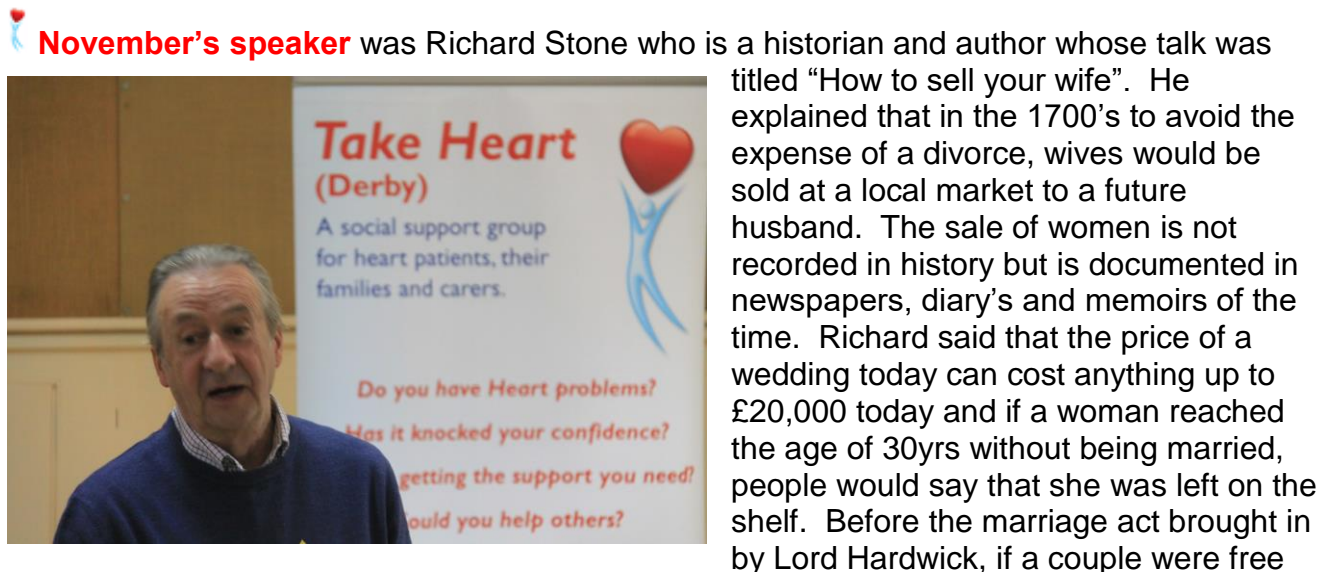 November’s speaker was Richard Stone who is a historian and author whose talk was
titled “How to sell your wife”. He
explained that in the 1700’s to avoid the
expense of a divorce, wives would be
sold at a local market to a future
husband. The sale of women is not
recorded in history but is documented in
newspapers, diary’s and memoirs of the
time. Richard said that the price of a
wedding today can cost anything up to
£20,000 today and if a woman reached
the age of 30yrs without being married,
people would say that she was left on the
shelf. Before the marriage act brought in
by Lord Hardwick, if a couple were free
Take Heart
(Derby)
A social support group
for heart patients, their
families and carers.
Do you have Heart problems?
Has it knocked your confidence?
getting the support you need?
ould you help others?